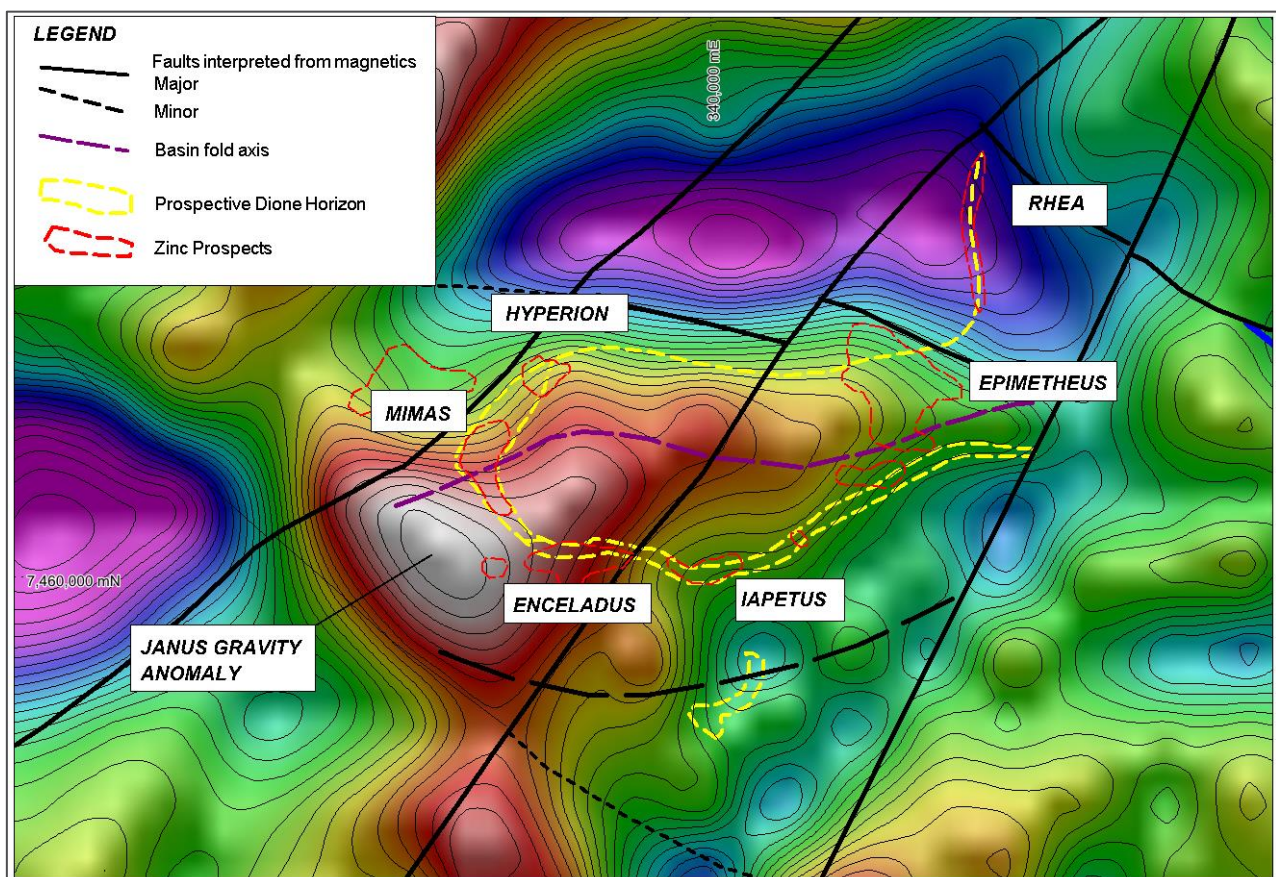 LEGEND
Faults interpreted from magnetics
Major
Minor
Basin fold axis
Prospective Dione Horizon
Zinc Prospects
340,000 mE
RHEA
HYPERION
EPIMETHEUS
MIMAS
7,460,000 mN
ENCELADUS
IAPETUS
JANUS GRAVITY
ANOMALY